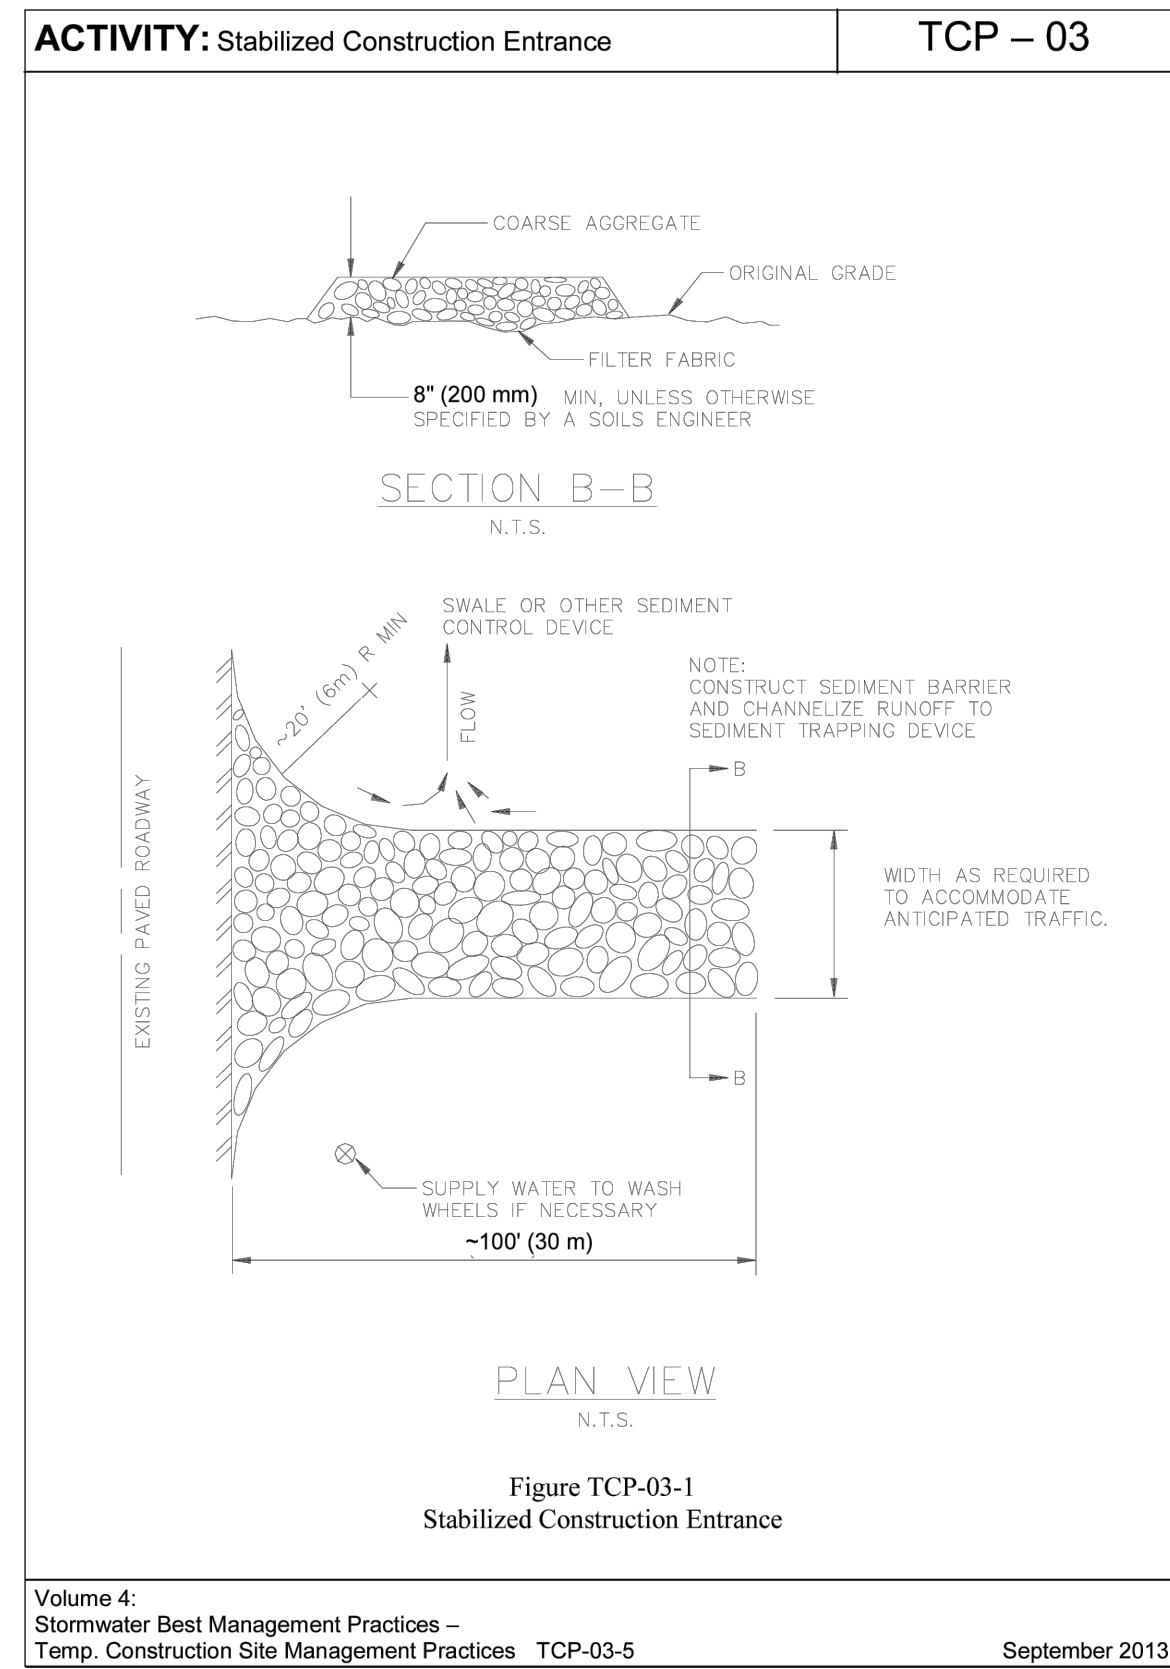 ACTIVITY: Stabilized Construction Entrance
TCP – 03
COARSE AGGREGATE
ORIGINAL GRADE
FILTER FABRIC
8" (200 mm) MIN, UNLESS OTHERWISE
SPECIFIED BY A SOILS ENGINEER
SECTION B-B
N.T.S.
SWALE OR OTHER SEDIMENT
CONTROL DEVICE
~20' (6m) R MIN
FLOW
NOTE:
CONSTRUCT SEDIMENT BARRIER
AND CHANNELIZE RUNOFF TO
SEDIMENT TRAPPING DEVICE
B
EXISTING PAVED ROADWAY
WIDTH AS REQUIRED
TO ACCOMMODATE
ANTICIPATED TRAFFIC.
B
SUPPLY WATER TO WASH
WHEELS IF NECESSARY
~100' (30 m)
PLAN VIEW
N.T.S.
Figure TCP-03-1
Stabilized Construction Entrance
Volume 4:
Stormwater Best Management Practices –
Temp. Construction Site Management Practices TCP-03-5
September 2013